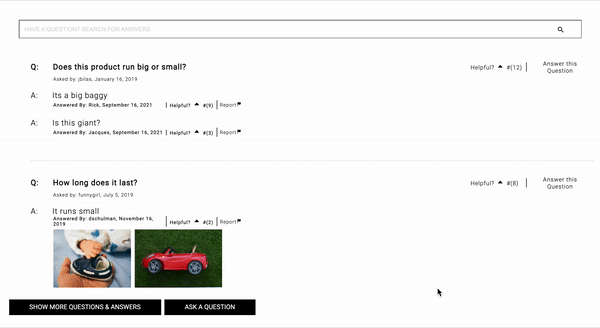 HAVE A QUESTION? SEARCH FOR ANSWERS
Q: Does this product run big or small? Helpful? #(12) Answer this
Question
Asked by: jbilas, January 16, 2019
A: Its a big baggy
Answered By: Rick, September 16, 2021 Helpful? #(9) Report
A: Is this giant?
Answered By: Jacques, September 16, 2021 Helpful? #(3) Report
Q: How long does it last? Helpful? #(8) Answer this
Question
Asked by: funnygirl, July 5, 2019
A: It runs small
Answered By: dschulman, November 16,
2019 Helpful? #(2) Report
SHOW MORE QUESTIONS & ANSWERS ASK A QUESTION